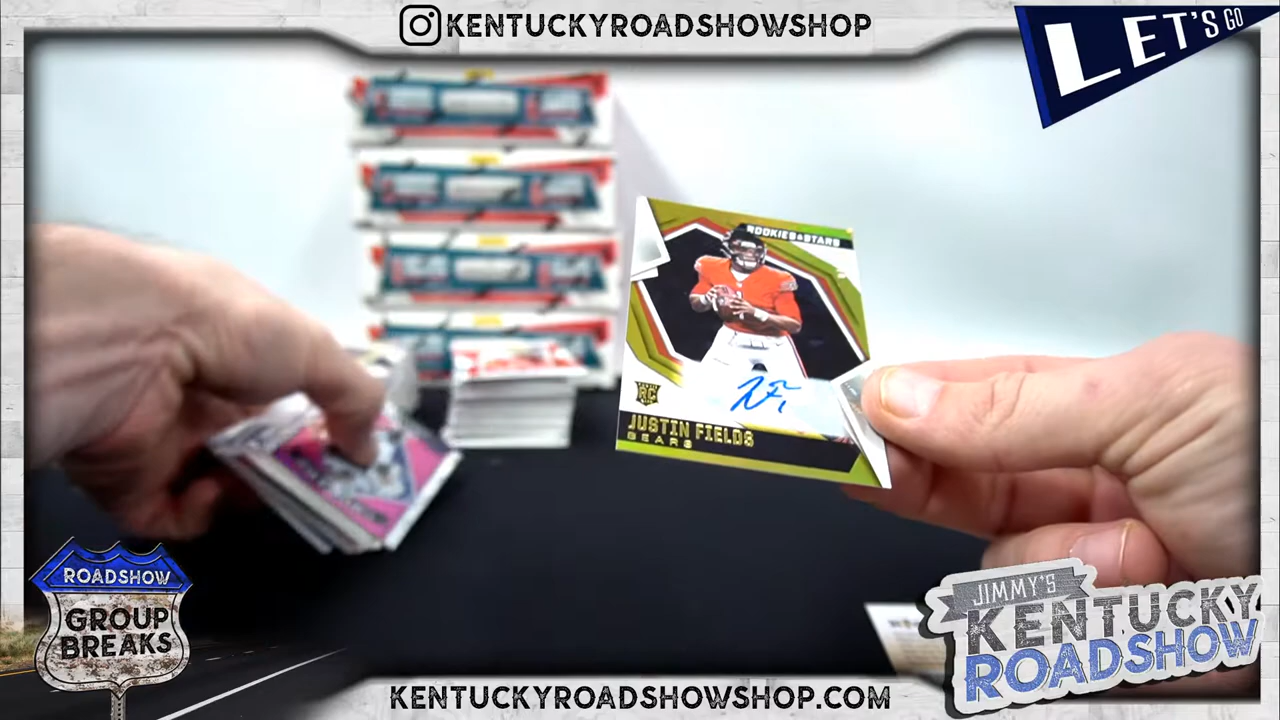 KENTUCKYROADSHOWSHOP
LET'S GO
ROOKIES & STARS
RC
JUSTIN FIELDS
BEARS
ROADSHOW
GROUP
BREAKS
JIMMY'S
KENTUCKY
ROADSHOW
KENTUCKYROADSHOWSHOP.COM